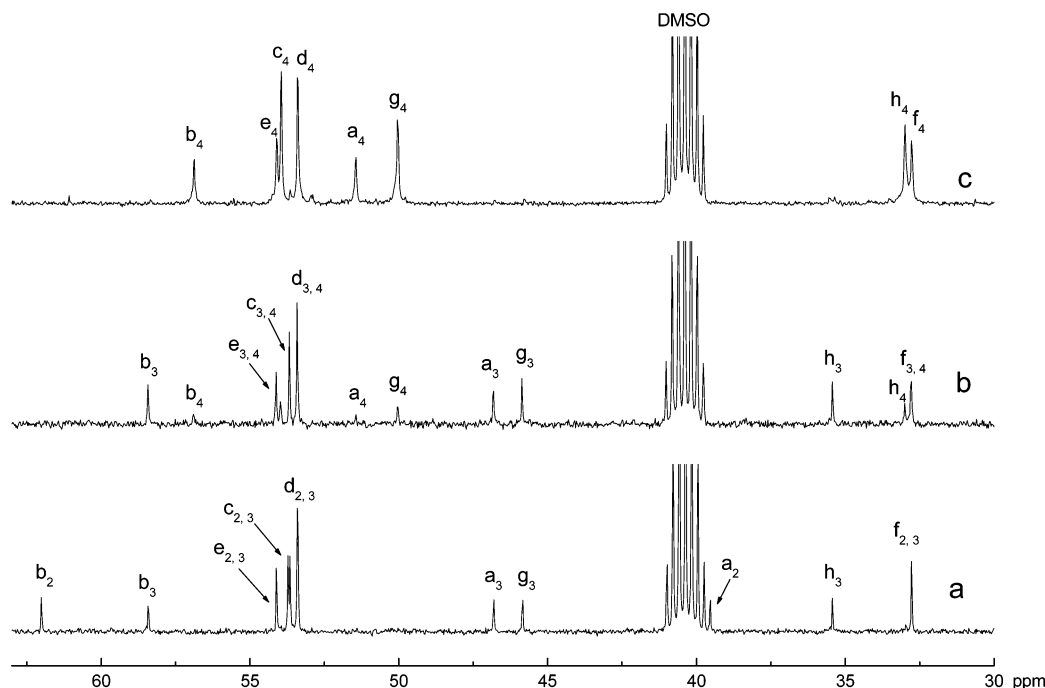 DMSO
c₄ d₄
e₄
b₄ a₄ g₄ h₄ f₄
c
d₃, ₄
c₃, ₄
e₃, ₄
b₃ b₄ a₄ g₄ a₃ g₃ h₃ h₄ f₃, ₄
b
d₂, ₃
c₂, ₃
e₂, ₃
b₂ b₃ a₃ g₃ a₂ h₃ f₂, ₃
a
60 55 50 45 40 35 30 ppm